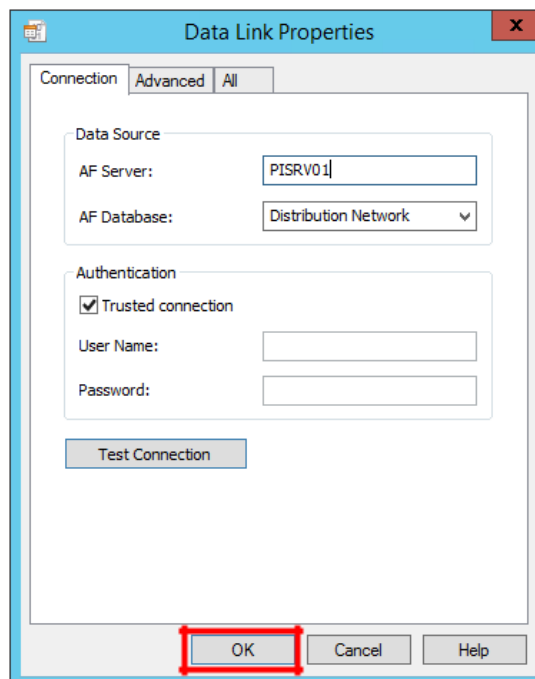 Data Link Properties
x
Connection Advanced All
Data Source
AF Server: PISRV01
AF Database: Distribution Network
Authentication
Trusted connection
User Name:
Password:
Test Connection
OK Cancel Help